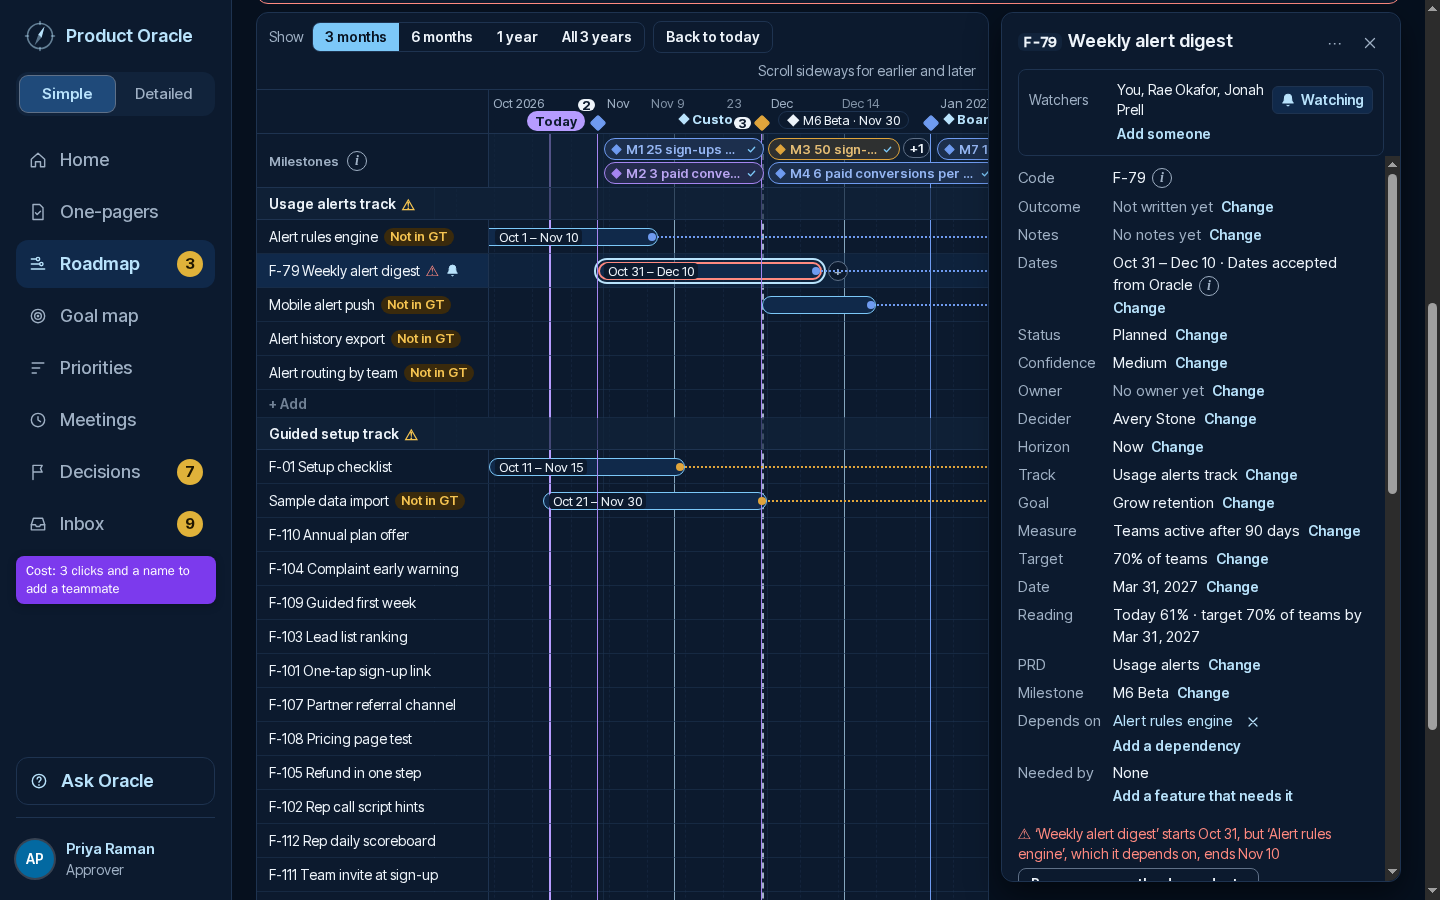 Product Oracle
Simple
Detailed
Home
One-pagers
Roadmap
3
Goal map
Priorities
Meetings
Decisions
7
Inbox
9
Cost: 3 clicks and a name to
add a teammate
Ask Oracle
AP
Priya Raman
Approver
Show
3 months
6 months
1 year
All 3 years
Back to today
Scroll sideways for earlier and later
Oct 2026
2
Nov
Nov 9
23
Dec
Dec 14
Jan 2027
Today
Custo
3
M6 Beta · Nov 30
Boar
Milestones
i
M1 25 sign-ups ...
M3 50 sign-...
+1
M7 1
M2 3 paid conve...
M4 6 paid conversions per ...
Usage alerts track
Alert rules engine Not in GT
Oct 1 – Nov 10
F-79 Weekly alert digest
Oct 31 – Dec 10
Mobile alert push Not in GT
Alert history export Not in GT
Alert routing by team Not in GT
+ Add
Guided setup track
F-01 Setup checklist
Oct 11 – Nov 15
Sample data import Not in GT
Oct 21 – Nov 30
F-110 Annual plan offer
F-104 Complaint early warning
F-109 Guided first week
F-103 Lead list ranking
F-101 One-tap sign-up link
F-107 Partner referral channel
F-108 Pricing page test
F-105 Refund in one step
F-102 Rep call script hints
F-112 Rep daily scoreboard
F-111 Team invite at sign-up
F-79 Weekly alert digest
...
Watchers
You, Rae Okafor, Jonah
Prell
Add someone
Watching
Code F-79 i
Outcome Not written yet Change
Notes No notes yet Change
Dates Oct 31 – Dec 10 · Dates accepted
from Oracle i
Change
Status Planned Change
Confidence Medium Change
Owner No owner yet Change
Decider Avery Stone Change
Horizon Now Change
Track Usage alerts track Change
Goal Grow retention Change
Measure Teams active after 90 days Change
Target 70% of teams Change
Date Mar 31, 2027 Change
Reading Today 61% · target 70% of teams by
Mar 31, 2027
PRD Usage alerts Change
Milestone M6 Beta Change
Depends on Alert rules engine
Add a dependency
Needed by None
Add a feature that needs it
‘Weekly alert digest’ starts Oct 31, but ‘Alert rules
engine’, which it depends on, ends Nov 10